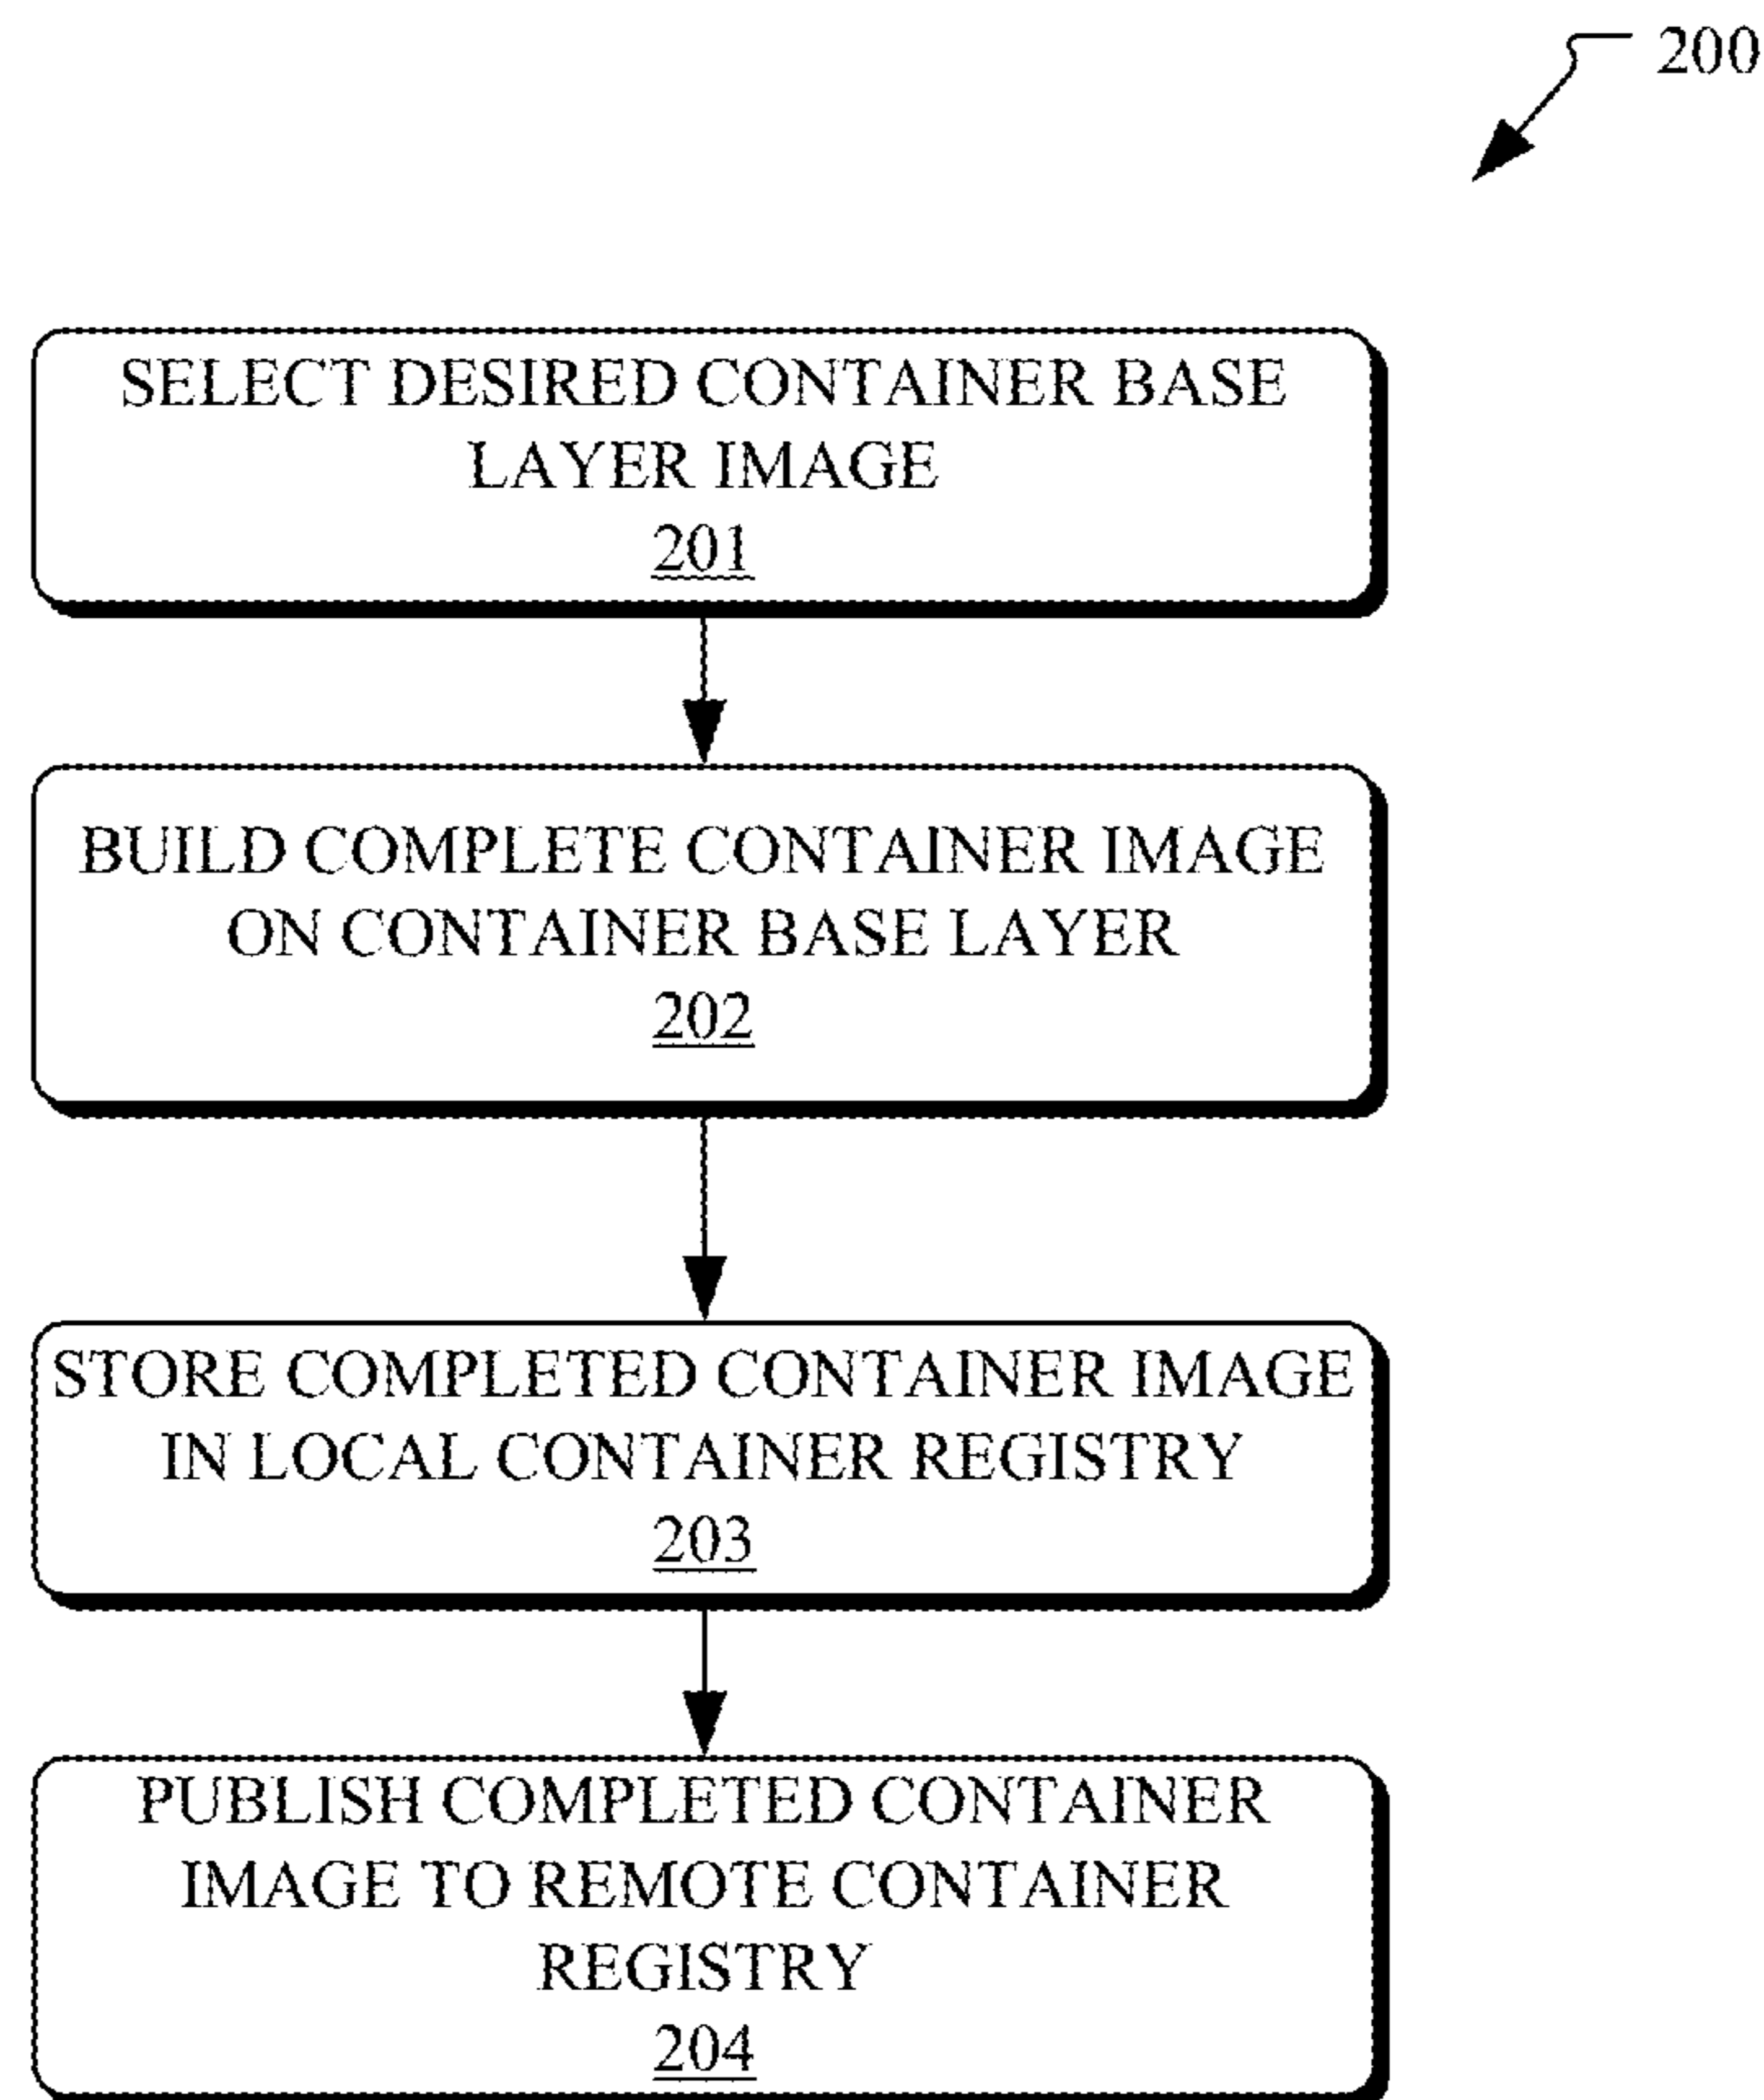 200
SELECT DESIRED CONTAINER BASE
LAYER IMAGE
201
BUILD COMPLETE CONTAINER IMAGE
ON CONTAINER BASE LAYER
202
STORE COMPLETED CONTAINER IMAGE
IN LOCAL CONTAINER REGISTRY
203
PUBLISH COMPLETED CONTAINER
IMAGE TO REMOTE CONTAINER
REGISTRY
204